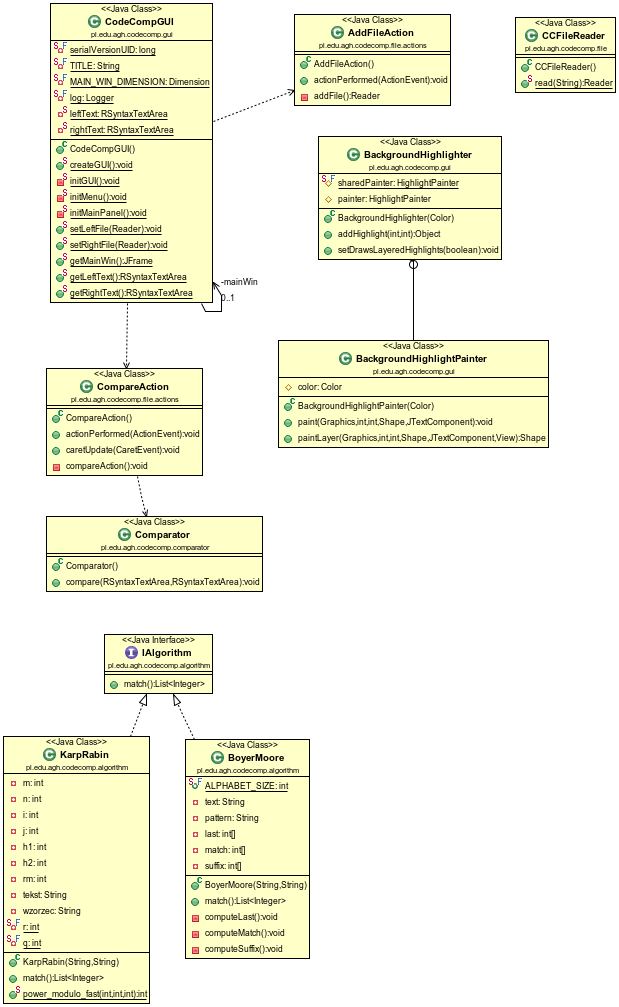 <<Java Class>>
CodeCompGUI
pl.edu.agh.codecomp.gui
serialVersionUID: long
TITLE: String
MAIN_WIN_DIMENSION: Dimension
log: Logger
leftText: RSyntaxTextArea
rightText: RSyntaxTextArea
CodeCompGUI()
createGUI():void
initGUI():void
initMenu():void
initMainPanel():void
setLeftFile(Reader):void
setRightFile(Reader):void
getMainWin():JFrame
getLeftText():RSyntaxTextArea
getRightText():RSyntaxTextArea
-mainWin
0..1
<<Java Class>>
AddFileAction
pl.edu.agh.codecomp.file.actions
AddFileAction()
actionPerformed(ActionEvent):void
addFile():Reader
<<Java Class>>
CCFileReader
pl.edu.agh.codecomp.file
CCFileReader()
read(String):Reader
<<Java Class>>
BackgroundHighlighter
pl.edu.agh.codecomp.gui
sharedPainter: HighlightPainter
painter: HighlightPainter
BackgroundHighlighter(Color)
addHighlight(int,int):Object
setDrawsLayeredHighlights(boolean):void
<<Java Class>>
BackgroundHighlightPainter
pl.edu.agh.codecomp.gui
color: Color
BackgroundHighlightPainter(Color)
paint(Graphics,int,int,Shape,JTextComponent):void
paintLayer(Graphics,int,int,Shape,JTextComponent,View):Shape
<<Java Class>>
CompareAction
pl.edu.agh.codecomp.file.actions
CompareAction()
actionPerformed(ActionEvent):void
caretUpdate(CaretEvent):void
compareAction():void
<<Java Class>>
Comparator
pl.edu.agh.codecomp.comparator
Comparator()
compare(RSyntaxTextArea,RSyntaxTextArea):void
<<Java Interface>>
IAlgorithm
pl.edu.agh.codecomp.algorithm
match():List<Integer>
<<Java Class>>
KarpRabin
pl.edu.agh.codecomp.algorithm
m: int
n: int
i: int
j: int
h1: int
h2: int
rm: int
tekst: String
wzorzec: String
r: int
q: int
KarpRabin(String,String)
match():List<Integer>
power_modulo_fast(int,int,int):int
<<Java Class>>
BoyerMoore
pl.edu.agh.codecomp.algorithm
ALPHABET_SIZE: int
text: String
pattern: String
last: int[]
match: int[]
suffix: int[]
BoyerMoore(String,String)
match():List<Integer>
computeLast():void
computeMatch():void
computeSuffix():void